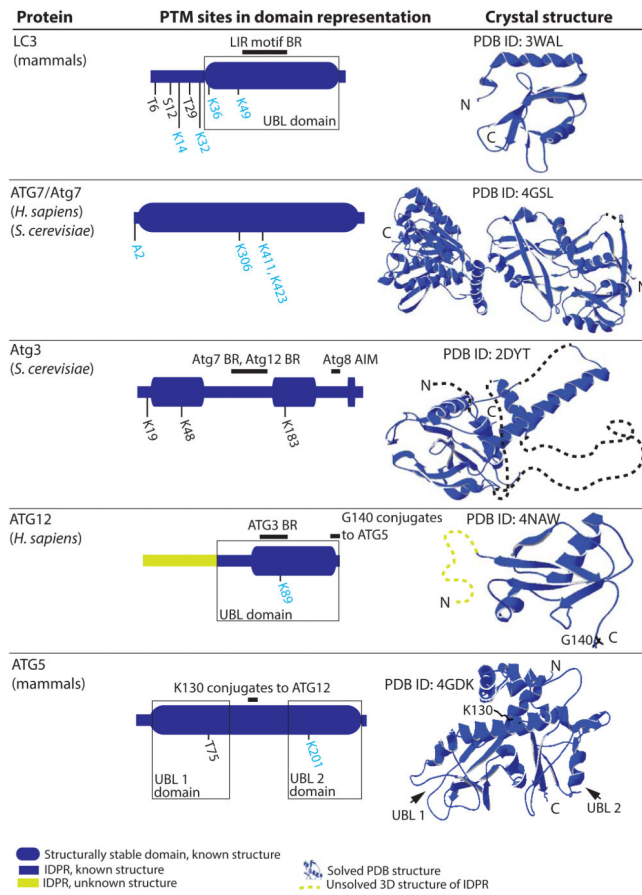 Protein PTM sites in domain representation Crystal structure
LC3
(mammals)
LIR motif BR
T6
S12
K14
T29
K32
K36
K49
UBL domain
PDB ID: 3WAL
N
C
ATG7/Atg7
(H. sapiens)
(S. cerevisiae)
A2
K306
K411, K423
PDB ID: 4GSL
C
N
Atg3
(S. cerevisiae)
Atg7 BR, Atg12 BR
Atg8 AIM
K19
K48
K183
PDB ID: 2DYT
N
C
ATG12
(H. sapiens)
ATG3 BR
G140 conjugates
to ATG5
K89
UBL domain
PDB ID: 4NAW
N
G140
C
ATG5
(mammals)
K130 conjugates to ATG12
T75
K201
UBL 1
domain
UBL 2
domain
PDB ID: 4GDK
N
K130
C
UBL 1
UBL 2
Structurally stable domain, known structure
IDPR, known structure
IDPR, unknown structure
Solved PDB structure
Unsolved 3D structure of IDPR